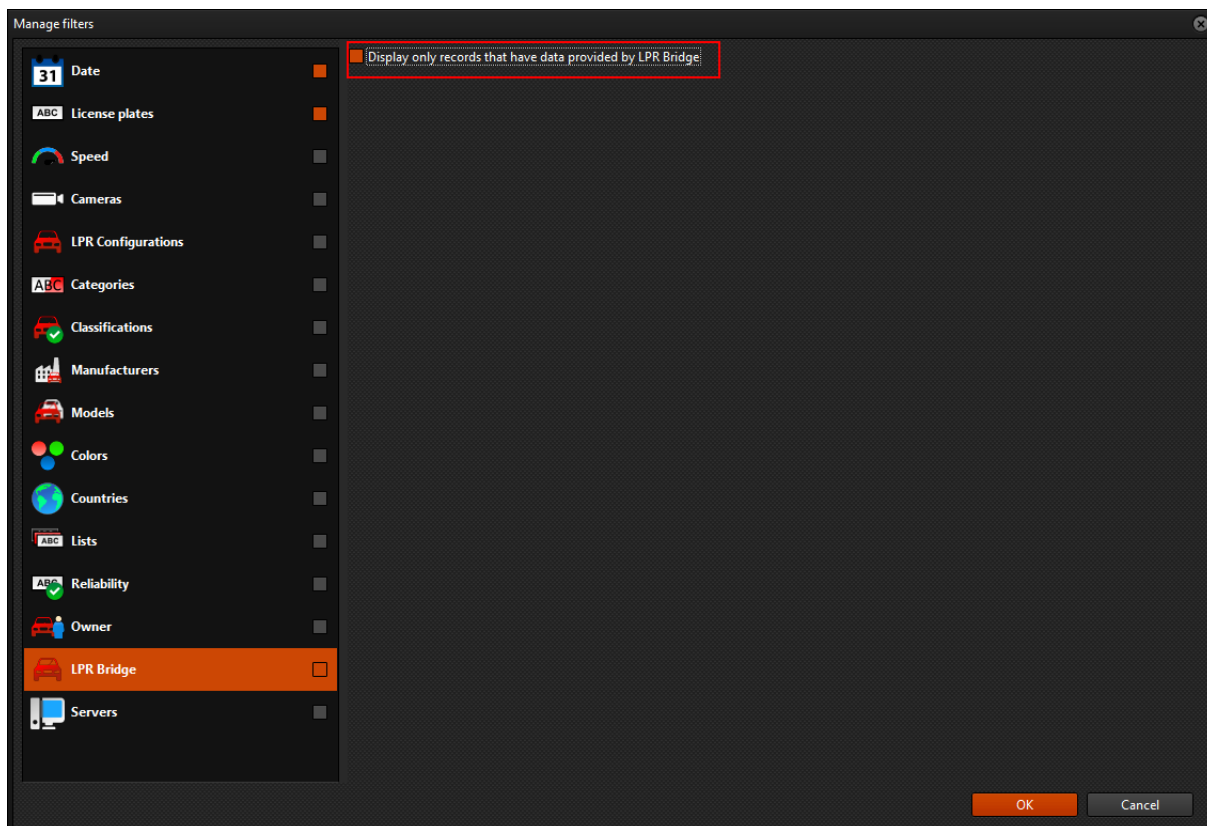 Manage filters
Display only records that have data provided by LPR Bridge
31 Date
ABC License plates
Speed
Cameras
LPR Configurations
ABC Categories
Classifications
Manufacturers
Models
Colors
Countries
ABC Lists
ABC Reliability
Owner
LPR Bridge
Servers
OK Cancel